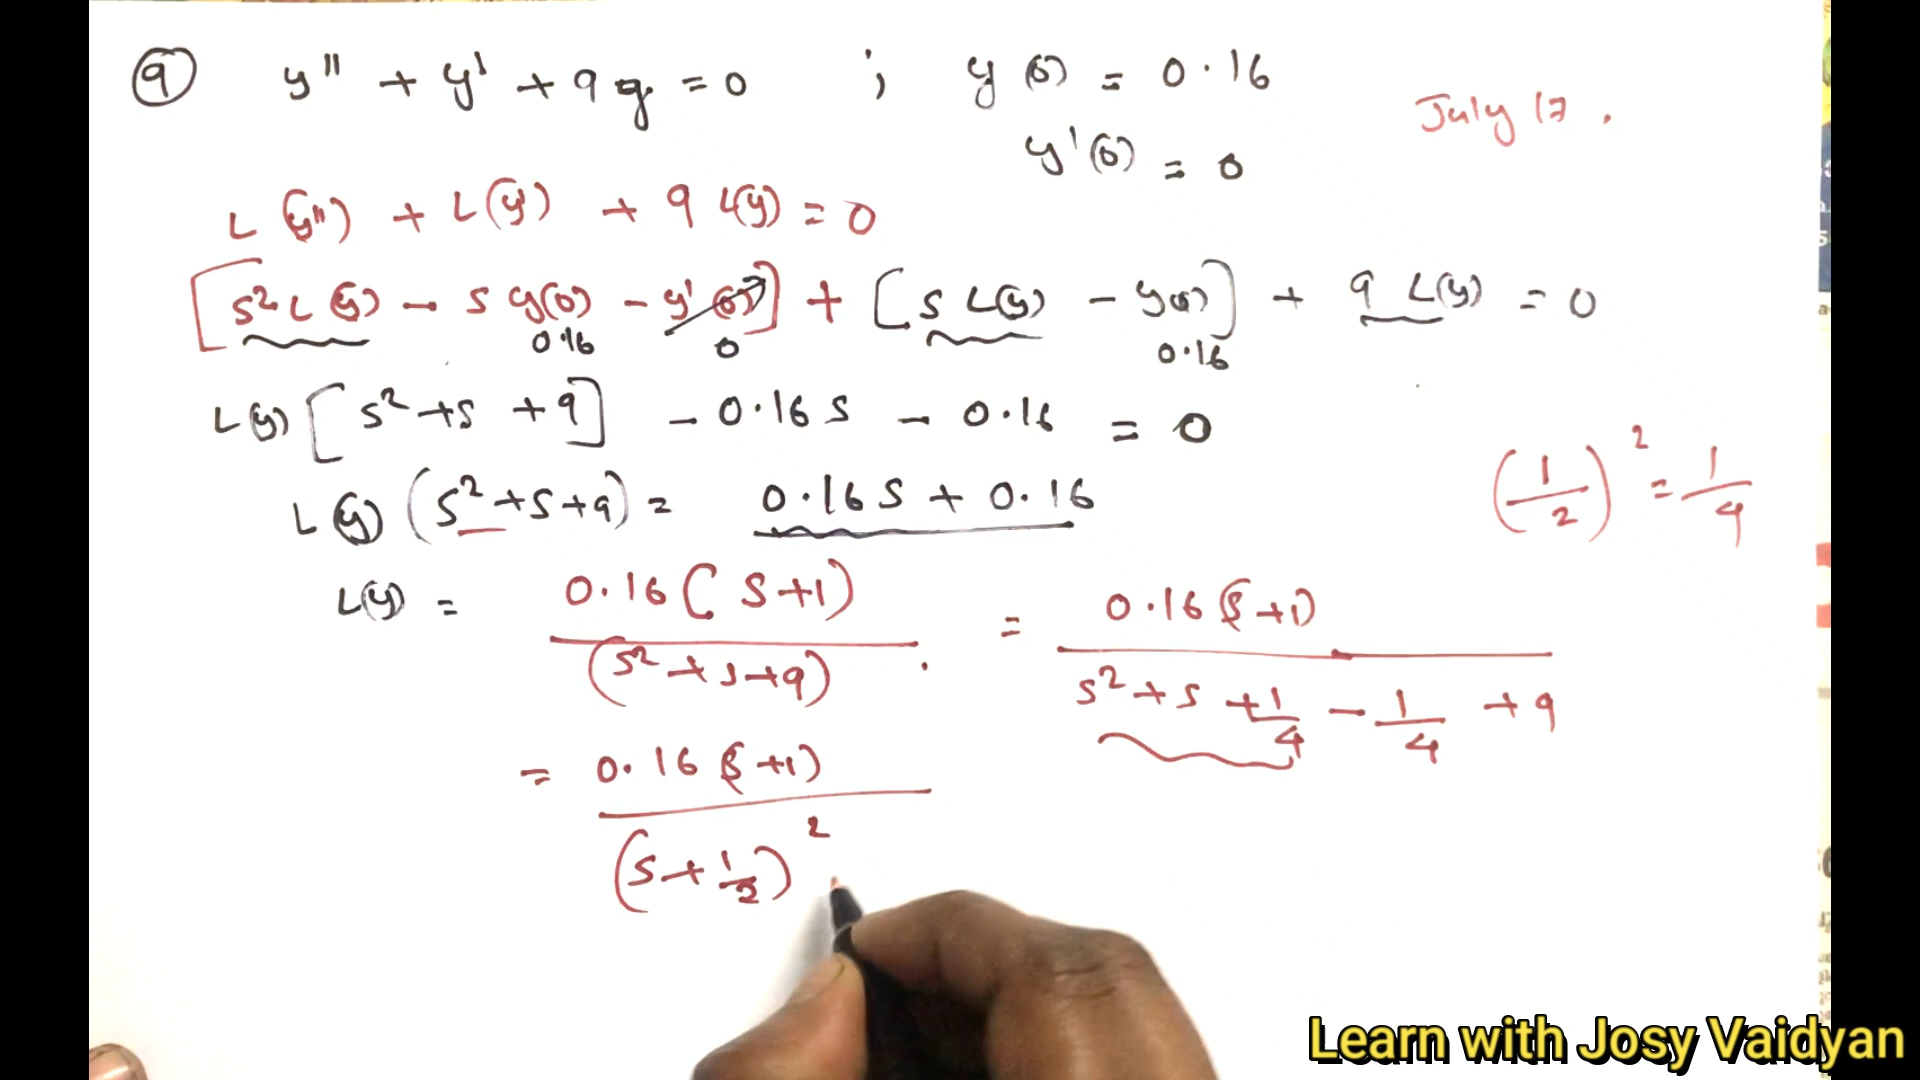 ⑨ y'' + y' + 9y = 0 ; y(0) = 0.16
y'(0) = 0
July 17.
L(y'') + L(y') + 9 L(y) = 0
[s² L(y) - s y(0) - y'(0)] + [s L(y) - y(0)] + 9 L(y) = 0
0.16 0 0.16
L(y) [s² + s + 9] - 0.16 s - 0.16 = 0
L(y) (s² + s + 9) = 0.16 s + 0.16
(1/2)² = 1/4
L(y) = 0.16 (s+1) / (s² + s + 9) . = 0.16 (s+1) / s² + s + 1/4 - 1/4 + 9
= 0.16 (s+1) / (s + 1/2)²
Learn with Josy Vaidyan